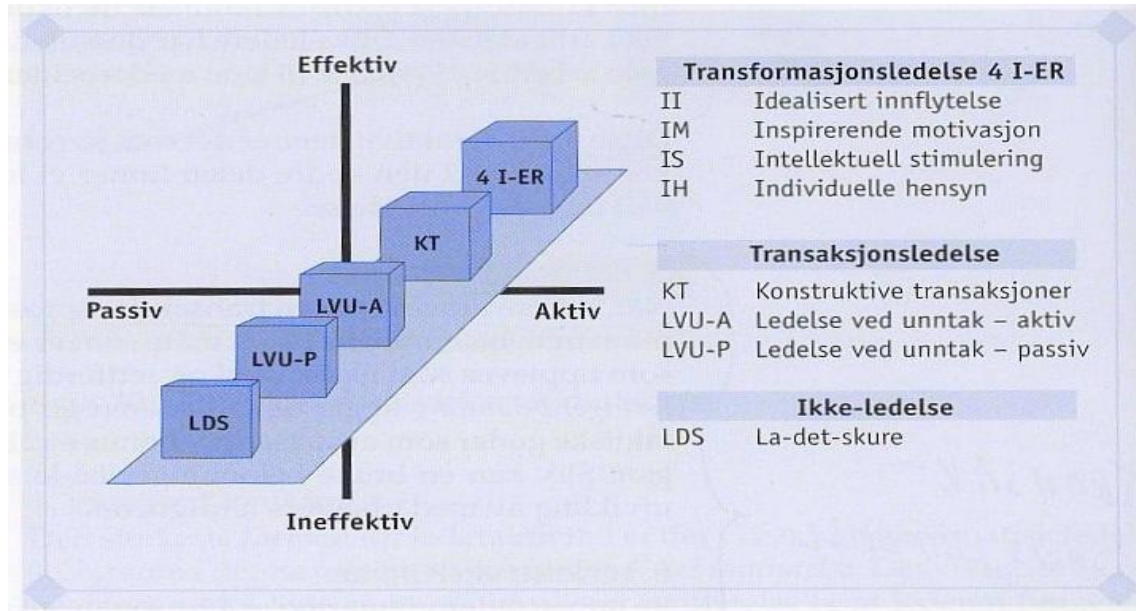 Effektiv
4 I-ER
KT
Passiv
LVU-A
Aktiv
LVU-P
LDS
Ineffektiv
Transformasjonsledelse 4 I-ER
II Idealisert innflytelse
IM Inspirerende motivasjon
IS Intellektuell stimulering
IH Individuelle hensyn
Transaksjonsledelse
KT Konstruktive transaksjoner
LVU-A Ledelse ved unntak – aktiv
LVU-P Ledelse ved unntak – passiv
Ikke-ledelse
LDS La-det-skure